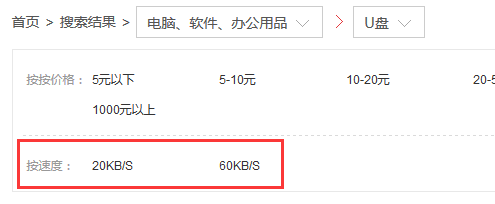 首页 > 搜索结果 > 电脑、软件、办公用品 > U盘
按按价格： 5元以下 5-10元 10-20元 20-5
1000元以上
按速度： 20KB/S 60KB/S